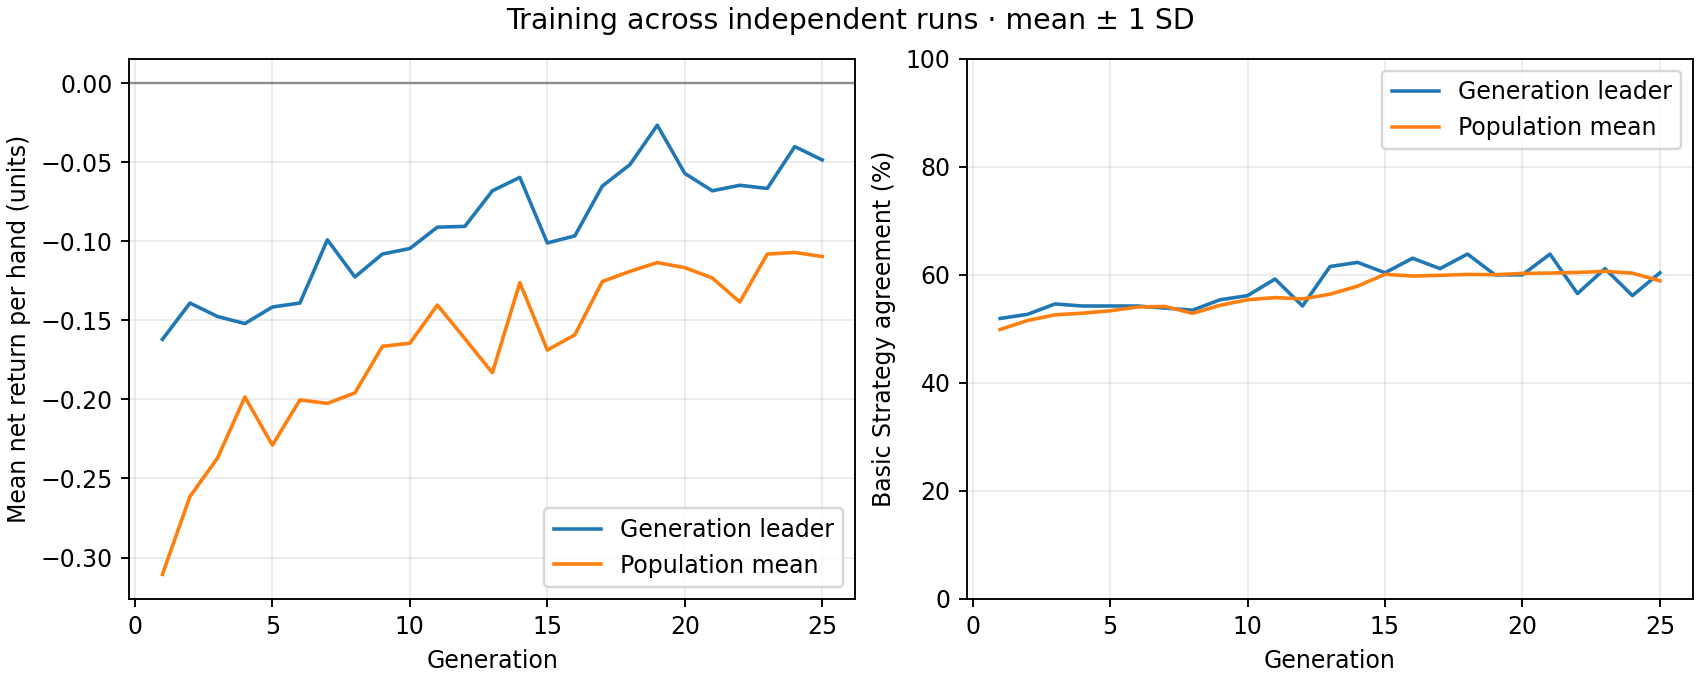 Training across independent runs · mean ± 1 SD
Mean net return per hand (units)
0.00
−0.05
−0.10
−0.15
−0.20
−0.25
−0.30
0
5
10
15
20
25
Generation
Generation leader
Population mean
Basic Strategy agreement (%)
100
80
60
40
20
0
0
5
10
15
20
25
Generation
Generation leader
Population mean